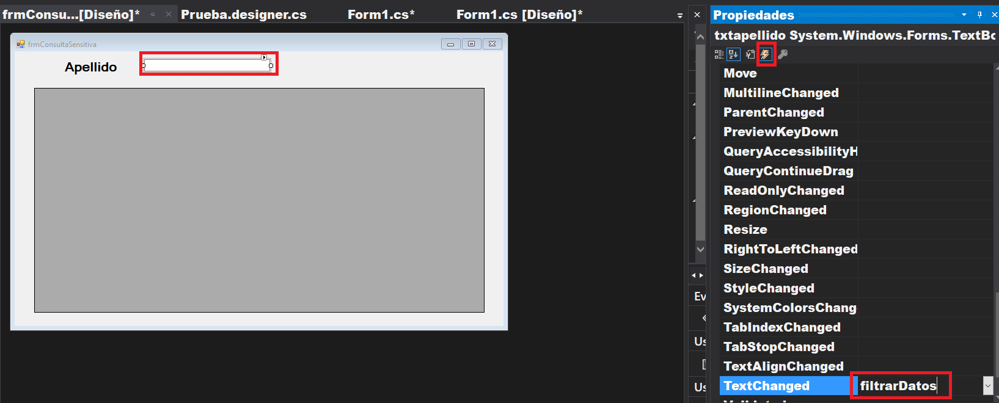 frmConsu...[Diseño]* Prueba.designer.cs Form1.cs* Form1.cs [Diseño]*
frmConsultaSensitiva
Apellido
Propiedades
txtapellido System.Windows.Forms.TextBo
Move
MultilineChanged
ParentChanged
PreviewKeyDown
QueryAccessibilityH
QueryContinueDrag
ReadOnlyChanged
RegionChanged
Resize
RightToLeftChanged
SizeChanged
StyleChanged
SystemColorsChang
TabIndexChanged
TabStopChanged
TextAlignChanged
TextChanged filtrarDatos
Ev
Us
Us